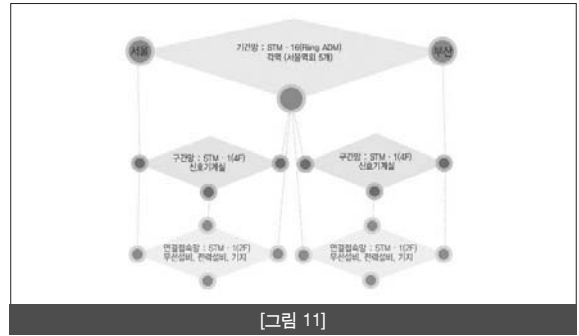 서울
부산
기간망 : STM - 16(Ring ADM)
각역 (서울역외 5개)
구간망 : STM - 1(4F)
신호기계실
구간망 : STM - 1(4F)
신호기계실
연결접속망 : STM - 1(2F)
무선설비, 전력설비, 기지
연결접속망 : STM - 1(2F)
무선설비, 전력설비, 기지
[그림 11]